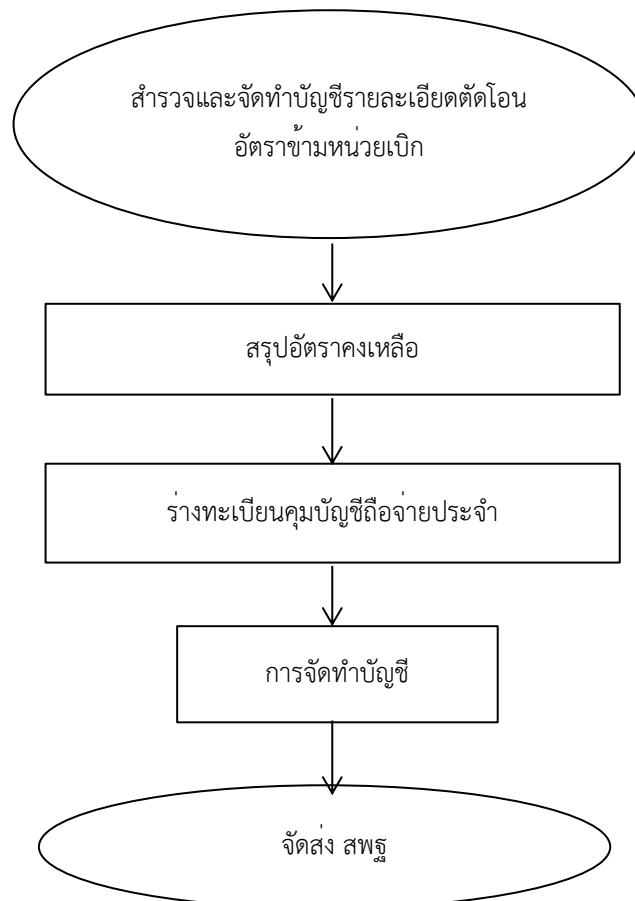 สำรวจและจัดทำบัญชีรายละเอียดตัดโอน
อัตราข้ามหน่วยเบิก
สรุปอัตราคงเหลือ
ร่างทะเบียนคุมบัญชีถือจ่ายประจำ
การจัดทำบัญชี
จัดส่ง สพฐ